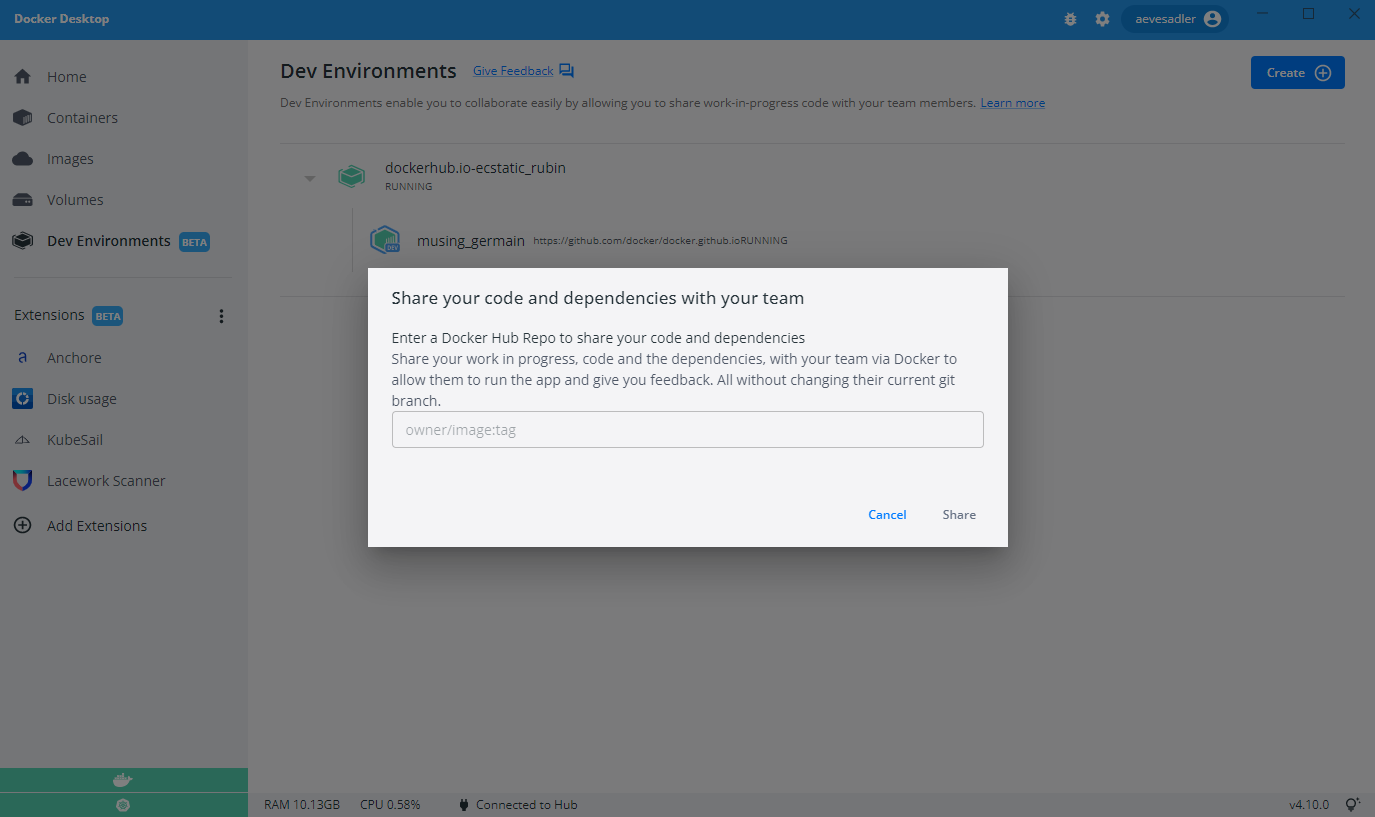 Docker Desktop
aevesadler
Home
Containers
Images
Volumes
Dev Environments BETA
Extensions BETA
a Anchore
Disk usage
KubeSail
Lacework Scanner
Add Extensions
Dev Environments Give Feedback
Create
Dev Environments enable you to collaborate easily by allowing you to share work-in-progress code with your team members. Learn more
dockerhub.io-ecstatic_rubin
RUNNING
DEV
musing_germain https://github.com/docker/docker.github.ioRUNNING
Share your code and dependencies with your team
Enter a Docker Hub Repo to share your code and dependencies
Share your work in progress, code and the dependencies, with your team via Docker to
allow them to run the app and give you feedback. All without changing their current git
branch.
owner/image:tag
Cancel Share
RAM 10.13GB CPU 0.58% Connected to Hub v4.10.0